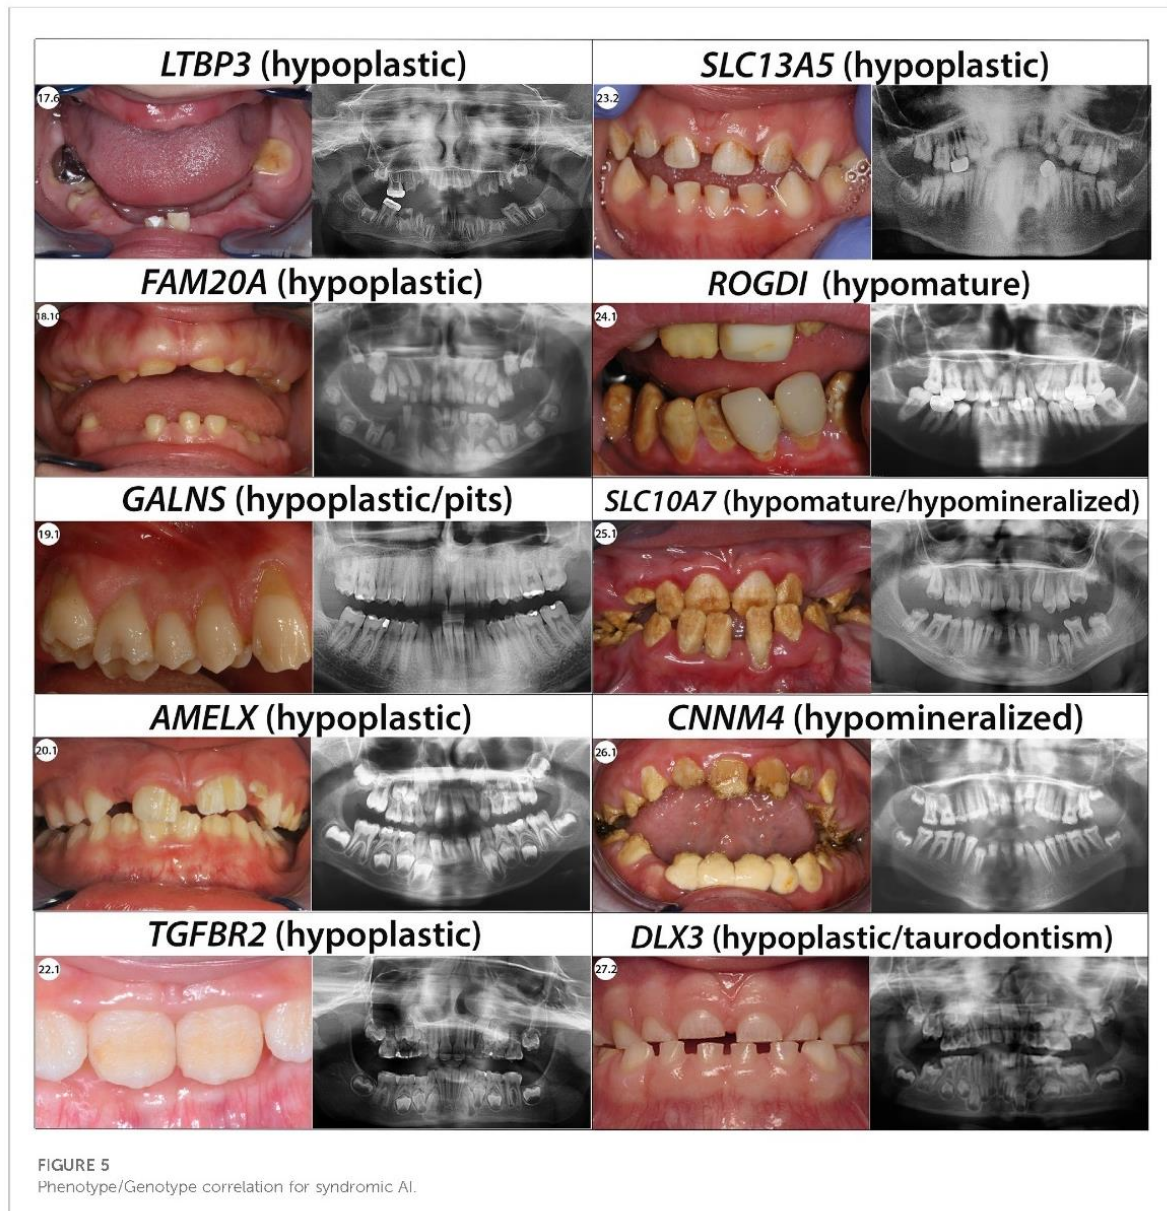 LTBP3 (hypoplastic)
SLC13A5 (hypoplastic)
17.6
23.2
FAM20A (hypoplastic)
ROGDI (hypomature)
18.10
24.1
GALNS (hypoplastic/pits)
SLC10A7 (hypomature/hypomineralized)
19.1
25.1
AMELX (hypoplastic)
CNNM4 (hypomineralized)
20.1
26.1
TGFBR2 (hypoplastic)
DLX3 (hypoplastic/taurodontism)
22.1
27.2
FIGURE 5
Phenotype/Genotype correlation for syndromic AI.